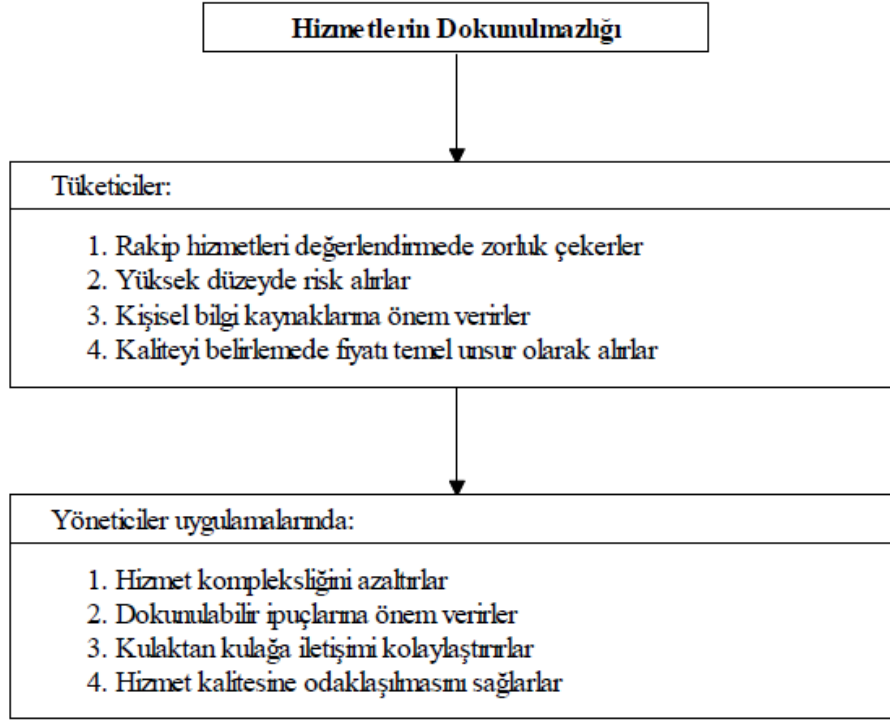 Hizmetlerin Dokunulmazlığı
Tüketiciler:
1. Rakip hizmetleri değerlendirmede zorluk çekerler
2. Yüksek düzeyde risk alırlar
3. Kişisel bilgi kaynaklarına önem verirler
4. Kaliteyi belirlemede fiyatı temel unsur olarak alırlar
Yöneticiler uygulamalarında:
1. Hizmet kompleksliğini azaltırlar
2. Dokunulabilir ipuçlarına önem verirler
3. Kulaktan kulağa iletişimi kolaylaştırırlar
4. Hizmet kalitesine odaklaşılmasını sağlarlar